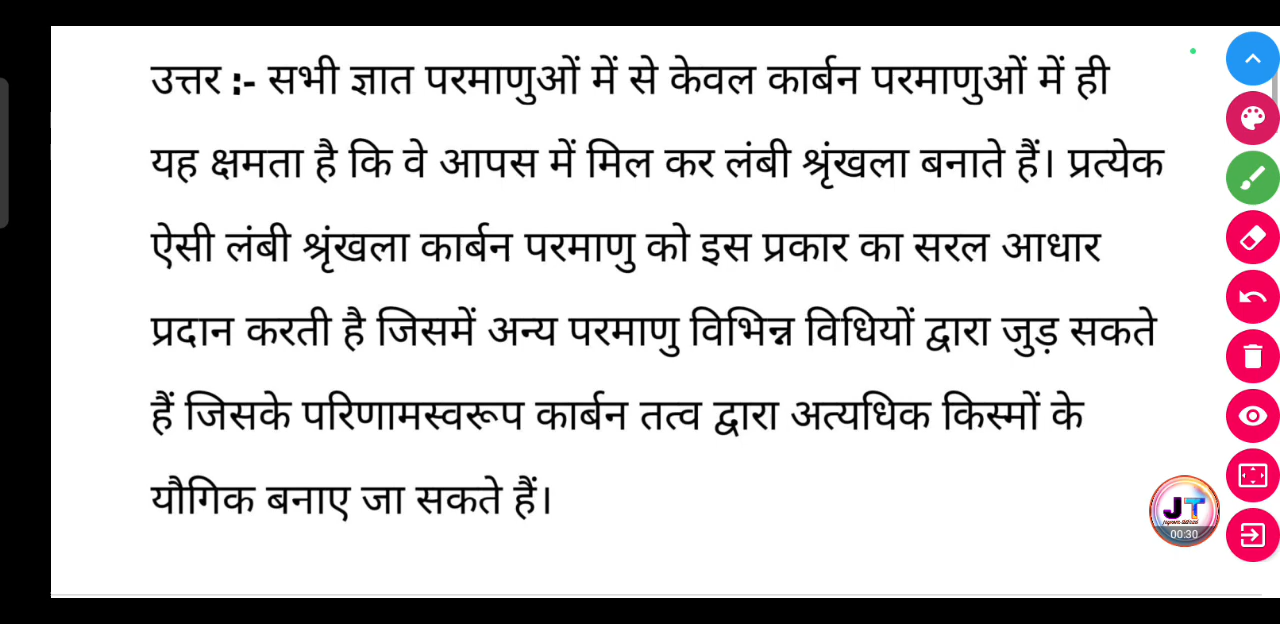 उत्तर :- सभी ज्ञात परमाणुओं में से केवल कार्बन परमाणुओं में ही
यह क्षमता है कि वे आपस में मिल कर लंबी श्रृंखला बनाते हैं। प्रत्येक
ऐसी लंबी श्रृंखला कार्बन परमाणु को इस प्रकार का सरल आधार
प्रदान करती है जिसमें अन्य परमाणु विभिन्न विधियों द्वारा जुड़ सकते
हैं जिसके परिणामस्वरूप कार्बन तत्व द्वारा अत्यधिक किस्मों के
यौगिक बनाए जा सकते हैं।
JT
00:30